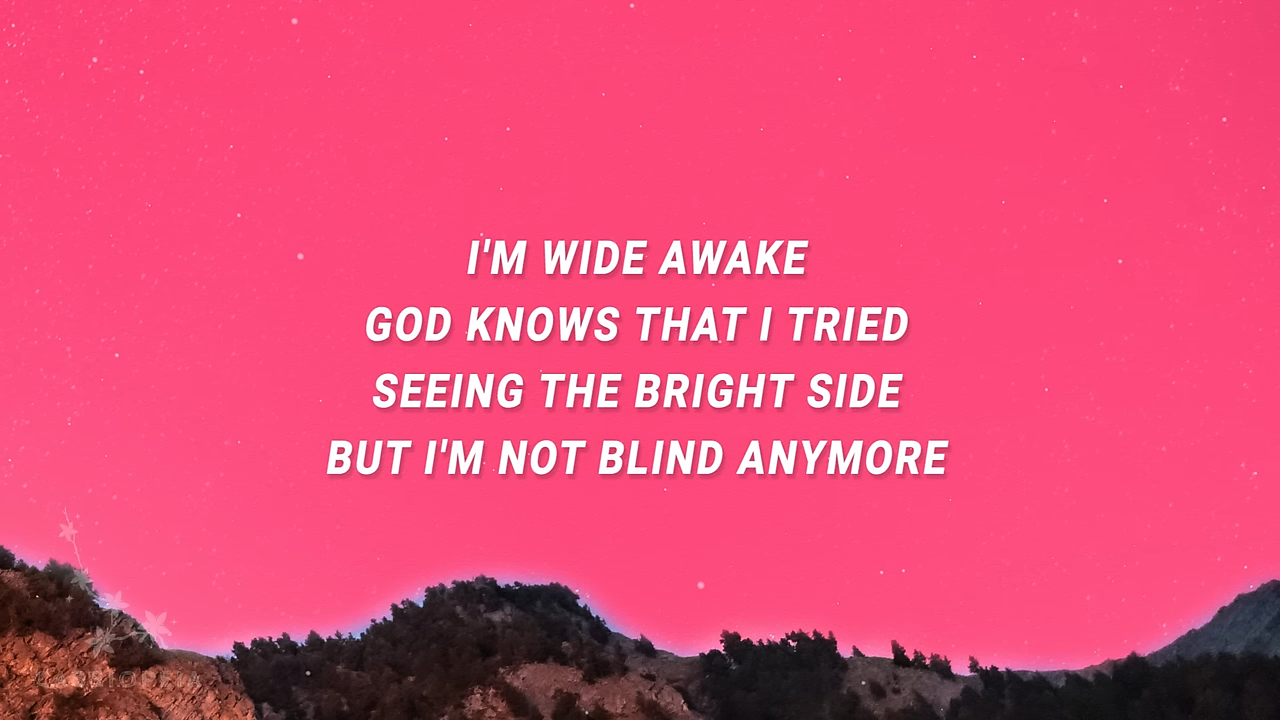 I'M WIDE AWAKE
GOD KNOWS THAT I TRIED
SEEING THE BRIGHT SIDE
BUT I'M NOT BLIND ANYMORE